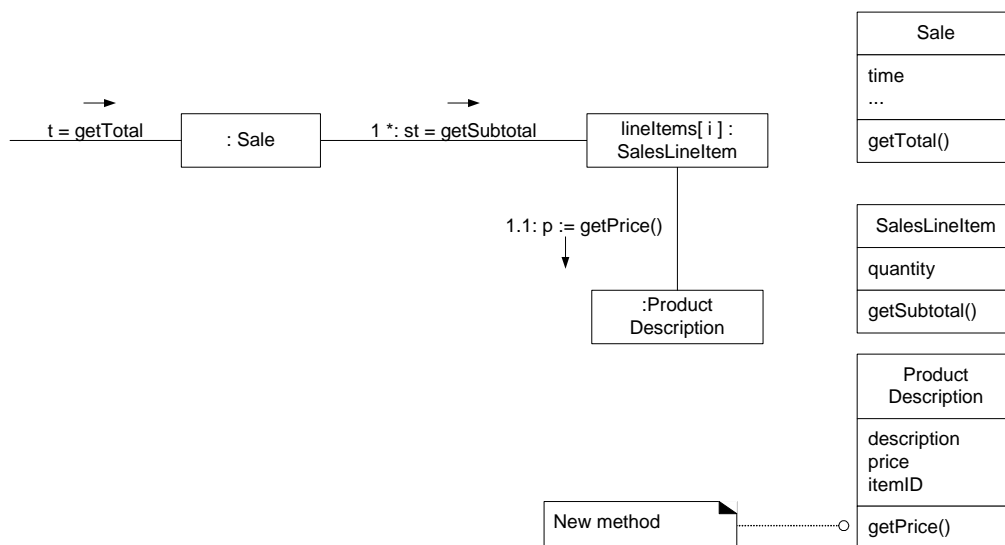 t = getTotal
: Sale
1 *: st = getSubtotal
lineItems[ i ] :
SalesLineItem
1.1: p := getPrice()
:Product
Description
Sale
time
...
getTotal()
SalesLineItem
quantity
getSubtotal()
Product
Description
description
price
itemID
getPrice()
New method